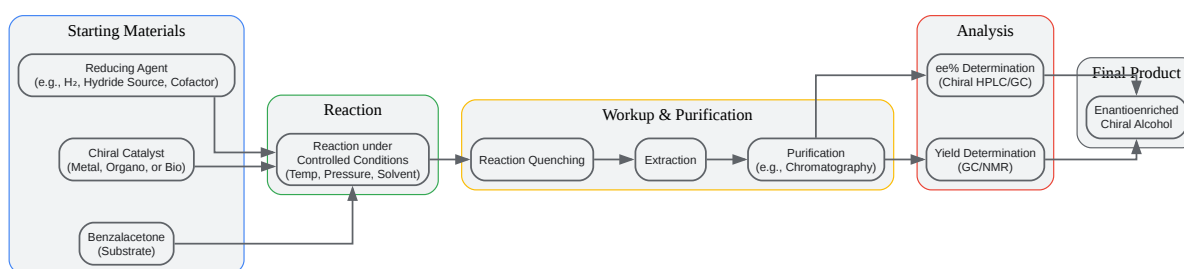 Starting Materials
Reducing Agent
(e.g., H₂, Hydride Source, Cofactor)
Chiral Catalyst
(Metal, Organo, or Bio)
Benzalacetone
(Substrate)
Reaction
Reaction under
Controlled Conditions
(Temp, Pressure, Solvent)
Workup & Purification
Reaction Quenching
Extraction
Purification
(e.g., Chromatography)
Analysis
ee% Determination
(Chiral HPLC/GC)
Yield Determination
(GC/NMR)
Final Product
Enantioenriched
Chiral Alcohol